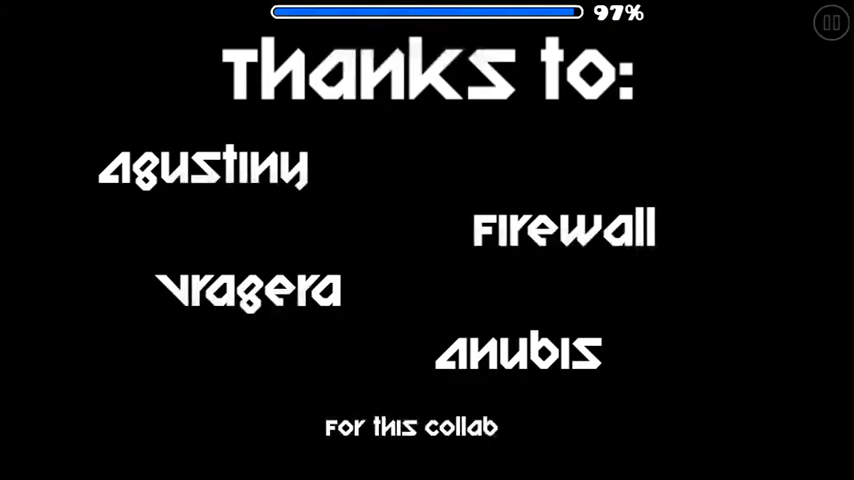 97%
Thanks to:
Agustiny
Firewall
Vragera
Anubis
For this collab